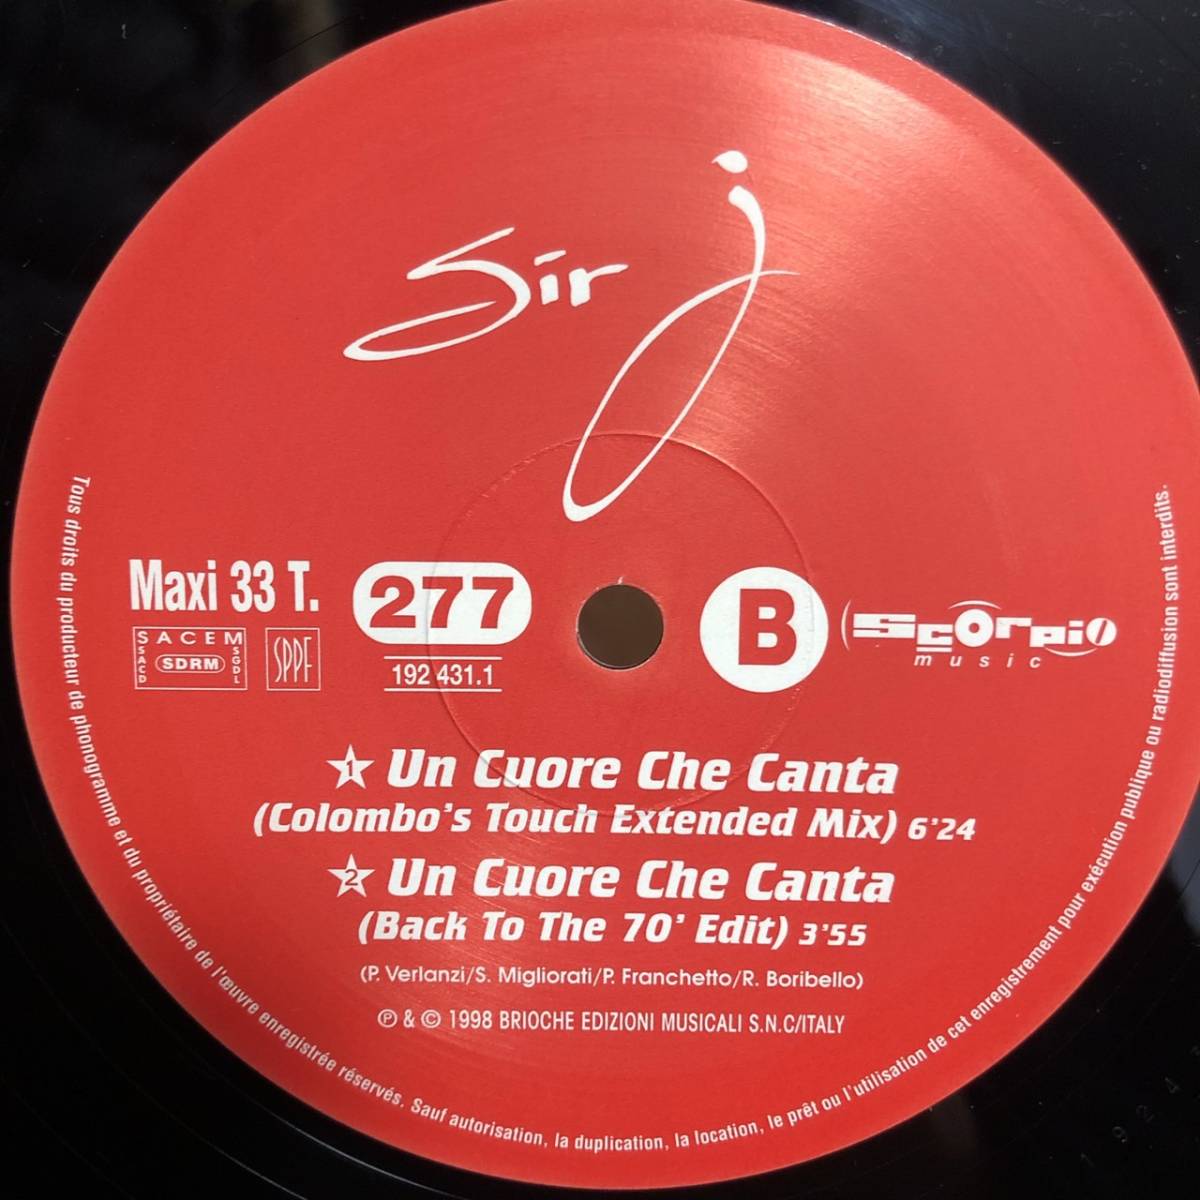 Sir J
Maxi 33 T.
277
B
scorpio
music
SACEM
SACD
SDRM
SGDL
SPPF
192 431.1
1 Un Cuore Che Canta
(Colombo's Touch Extended Mix) 6'24
2 Un Cuore Che Canta
(Back To The 70' Edit) 3'55
(P. Verlanzi/S. Migliorati/P. Franchetto/R. Boribello)
℗ & © 1998 BRIOCHE EDIZIONI MUSICALI S.N.C/ITALY
Tous droits du producteur de phonogramme et du propriétaire de l'œuvre enregistrée réservés. Sauf autorisation, la duplication, la location, le prêt ou l'utilisation de cet enregistrement pour exécution publique ou radiodiffusion sont interdits.